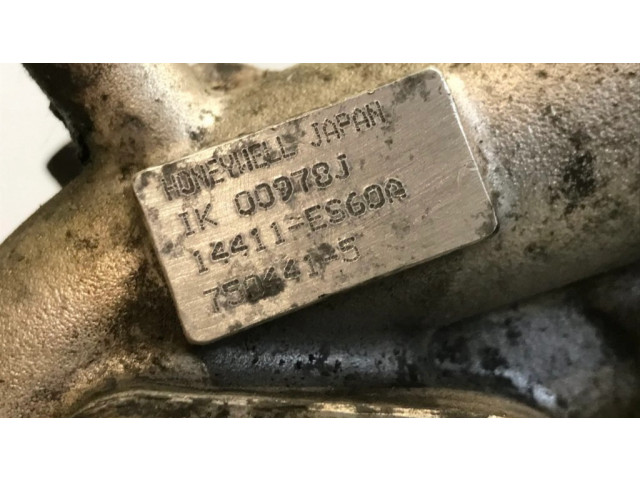 HONEYWELL JAPAN
IK 00978J
14411-ES60A
750441-5